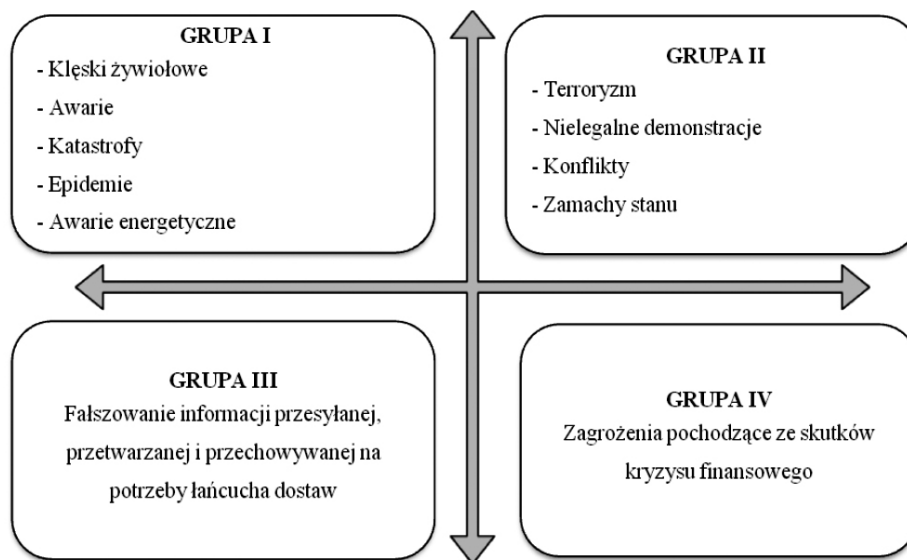 GRUPA I
- Klęski żywiołowe
- Awarie
- Katastrofy
- Epidemie
- Awarie energetyczne
GRUPA II
- Terroryzm
- Nielegalne demonstracje
- Konflikty
- Zamachy stanu
GRUPA III
Fałszowanie informacji przesyłanej,
przetwarzanej i przechowywanej na
potrzeby łańcucha dostaw
GRUPA IV
Zagrożenia pochodzące ze skutków
kryzysu finansowego